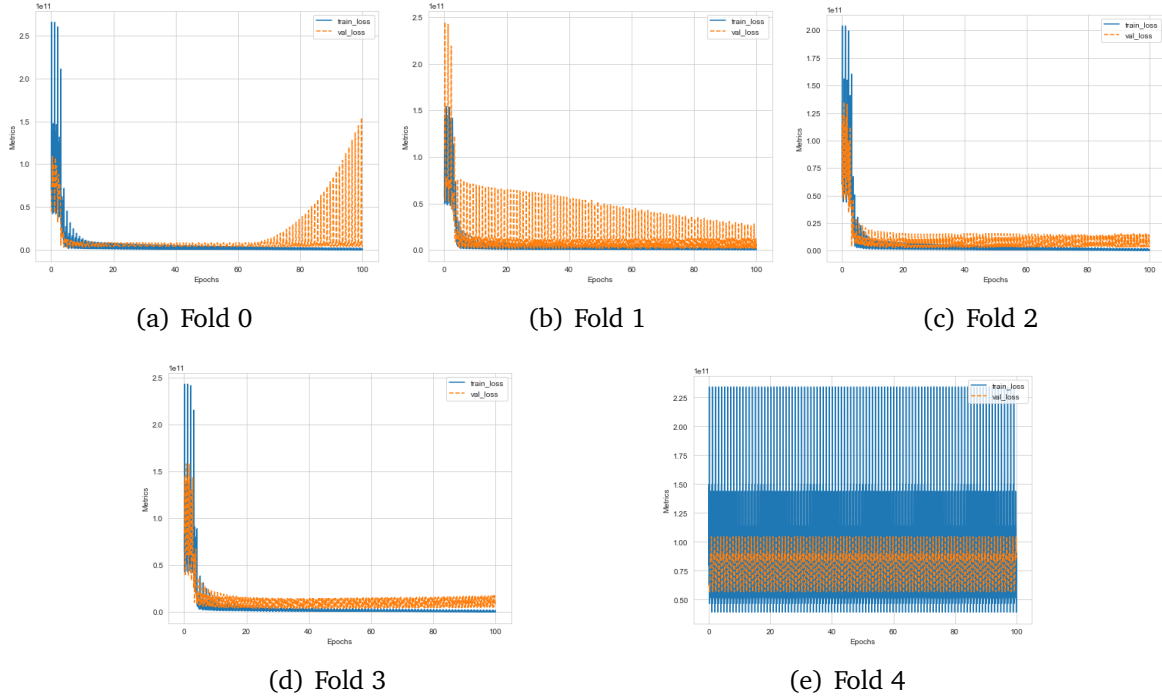 1e11
train_loss
val_loss
2.5
2.0
1.5
1.0
0.5
0.0
Metrics
0 20 40 60 80 100
Epochs
(a) Fold 0
1e11
train_loss
val_loss
2.5
2.0
1.5
1.0
0.5
0.0
Metrics
0 20 40 60 80 100
Epochs
(b) Fold 1
1e11
train_loss
val_loss
2.00
1.75
1.50
1.25
1.00
0.75
0.50
0.25
0.00
Metrics
0 20 40 60 80 100
Epochs
(c) Fold 2
1e11
train_loss
val_loss
2.5
2.0
1.5
1.0
0.5
0.0
Metrics
0 20 40 60 80 100
Epochs
(d) Fold 3
1e11
train_loss
val_loss
2.25
2.00
1.75
1.50
1.25
1.00
0.75
0.50
Metrics
0 20 40 60 80 100
Epochs
(e) Fold 4